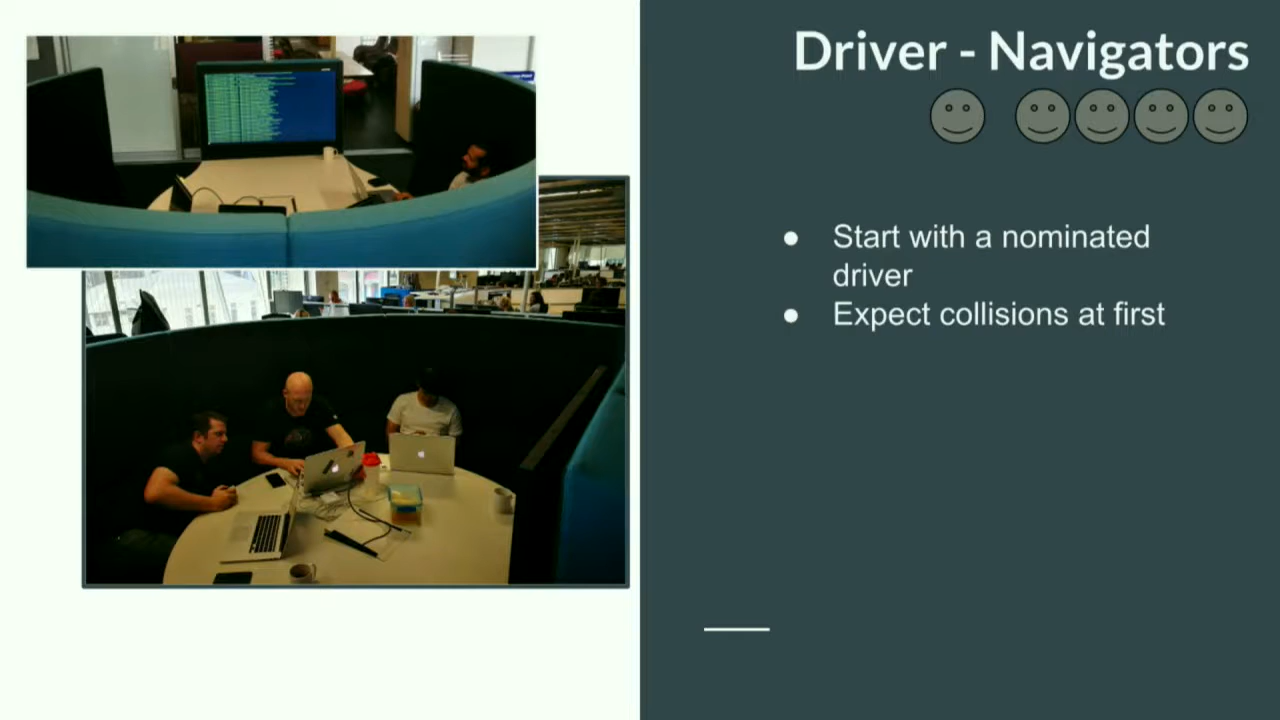 Driver - Navigators
● Start with a nominated
driver
● Expect collisions at first